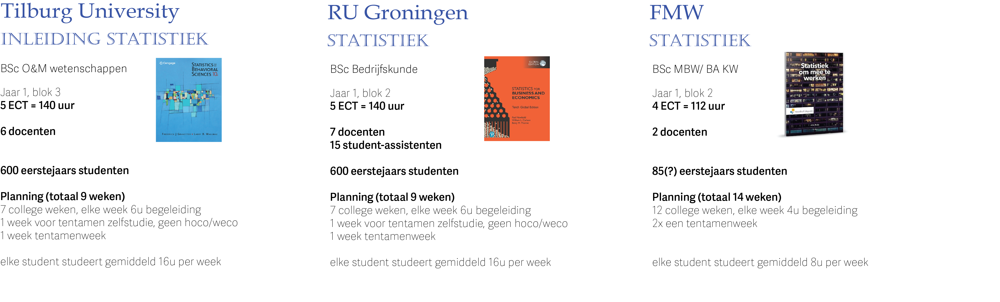 Tilburg University
INLEIDING STATISTIEK
BSc O&M wetenschappen
Jaar 1, blok 3
5 ECT = 140 uur
6 docenten
600 eerstejaars studenten
Planning (totaal 9 weken)
7 college weken, elke week 6u begeleiding
1 week voor tentamen zelfstudie, geen hoco/weco
1 week tentamenweek
elke student studeert gemiddeld 16u per week
Cengage
STATISTICS FOR THE
BEHAVIORAL
SCIENCES 10e
FREDERICK J GRAVETTER • LARRY B. WALLNAU
RU Groningen
STATISTIEK
BSc Bedrijfskunde
Jaar 1, blok 2
5 ECT = 140 uur
7 docenten
15 student-assistenten
600 eerstejaars studenten
Planning (totaal 9 weken)
7 college weken, elke week 6u begeleiding
1 week voor tentamen zelfstudie, geen hoco/weco
1 week tentamenweek
elke student studeert gemiddeld 16u per week
GLOBAL
EDITION
STATISTICS FOR
BUSINESS AND
ECONOMICS
Tenth Global Edition
Paul Newbold
William L. Carlson
Betty M. Thorne
P
FMW
STATISTIEK
BSc MBW/ BA KW
Jaar 1, blok 2
4 ECT = 112 uur
2 docenten
85(?) eerstejaars studenten
Planning (totaal 14 weken)
12 college weken, elke week 4u begeleiding
2x een tentamenweek
elke student studeert gemiddeld 8u per week
Statistiek
om mee te
werken
Noordhoff Uitgevers
Arie Buijs